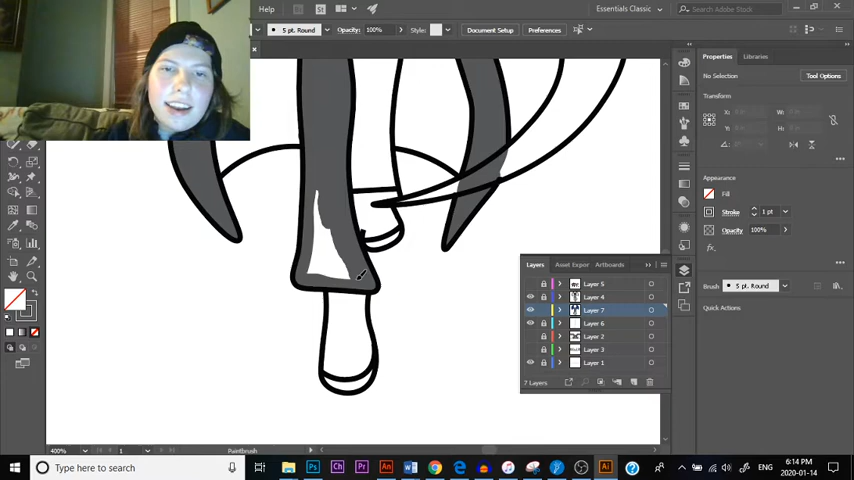 Help
Essentials Classic
Search Adobe Stock
5 pt. Round
Opacity: 100%
Style:
Document Setup
Preferences
Properties
Libraries
No Selection
Tool Options
Transform
X:
W:
Y:
H:
Appearance
Fill
Stroke
1 pt
Opacity
100%
fx
Quick Actions
Layers
Asset Expor
Artboards
Layer 5
Layer 4
Layer 7
Layer 6
Layer 2
Layer 3
Layer 1
7 Layers
Brush
5 pt. Round
400%
1
Paintbrush
Type here to search
ENG
6:14 PM
2020-01-14